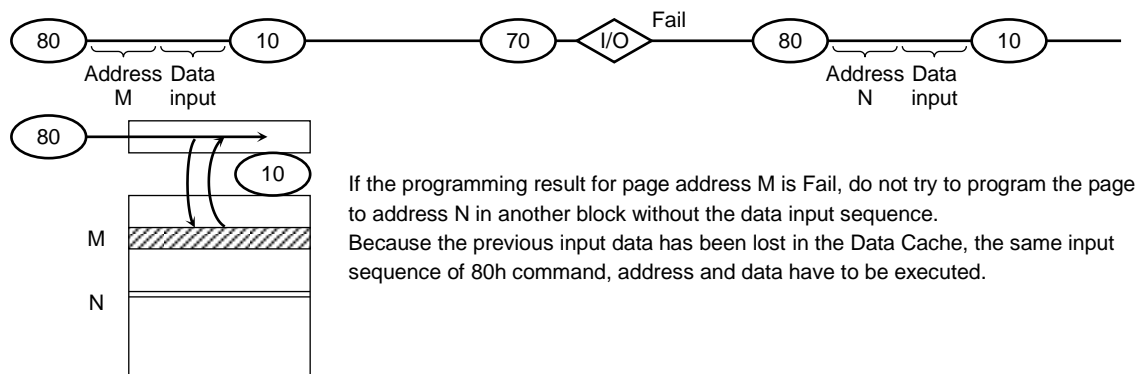 Fail
80 10 70 I/O 80 10
Address Data Address Data
M input N input
80
10
If the programming result for page address M is Fail, do not try to program the page
to address N in another block without the data input sequence.
M
Because the previous input data has been lost in the Data Cache, the same input
sequence of 80h command, address and data have to be executed.
N